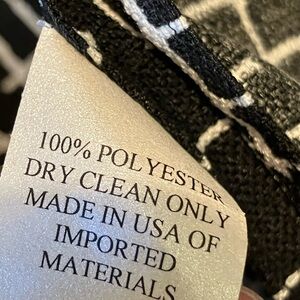 100% POLYESTER
DRY CLEAN ONLY
MADE IN USA OF
IMPORTED
MATERIALS